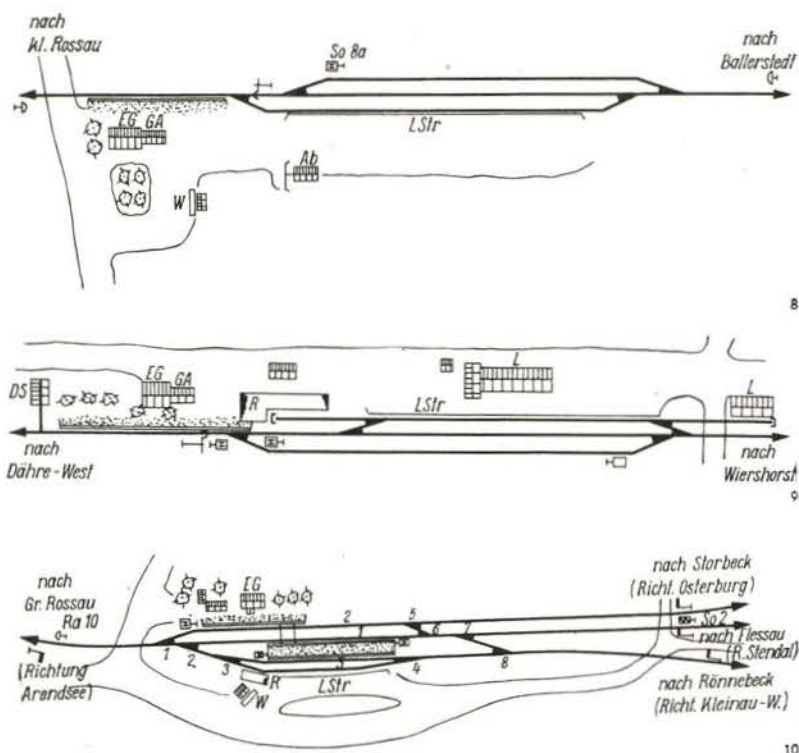 nach
kl. Rossau
So 8a
nach
Ballerstedt
EG GA
LStr
Ab
W
8
DS
EG
GA
R
L
LStr
L
nach
Dähre-West
nach
Wiershorst
9
nach
Gr. Rossau
Ra 10
EG
nach Storbeck
(Richt. Osterburg)
2
5
1
6
7
So 2
nach Flessau
(R. Stendal)
(Richtung
Arendsee)
1
2
3
3
4
8
R
W
LStr
nach Rönnebeck
(Richt. Kleinau-W.)
10